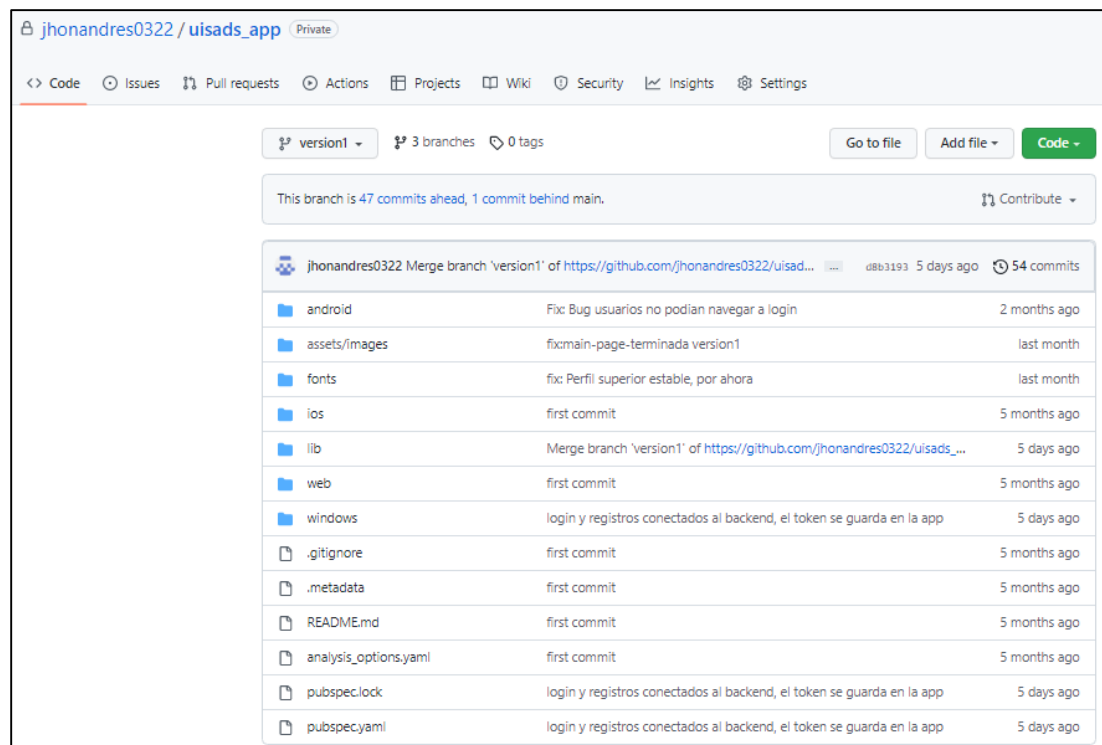 jhonandres0322 / uisads_app Private
Code Issues Pull requests Actions Projects Wiki Security Insights Settings
version1 3 branches 0 tags Go to file Add file Code
This branch is 47 commits ahead, 1 commit behind main. Contribute
jhonandres0322 Merge branch 'version1' of https://github.com/jhonandres0322/uisad... ... d8b3193 5 days ago 54 commits
android Fix: Bug usuarios no podian navegar a login 2 months ago
assets/images fix:main-page-terminada version1 last month
fonts fix: Perfil superior estable, por ahora last month
ios first commit 5 months ago
lib Merge branch 'version1' of https://github.com/jhonandres0322/uisads_... 5 days ago
web first commit 5 months ago
windows login y registros conectados al backend, el token se guarda en la app 5 days ago
.gitignore first commit 5 months ago
.metadata first commit 5 months ago
README.md first commit 5 months ago
analysis_options.yaml first commit 5 months ago
pubspec.lock login y registros conectados al backend, el token se guarda en la app 5 days ago
pubspec.yaml login y registros conectados al backend, el token se guarda en la app 5 days ago